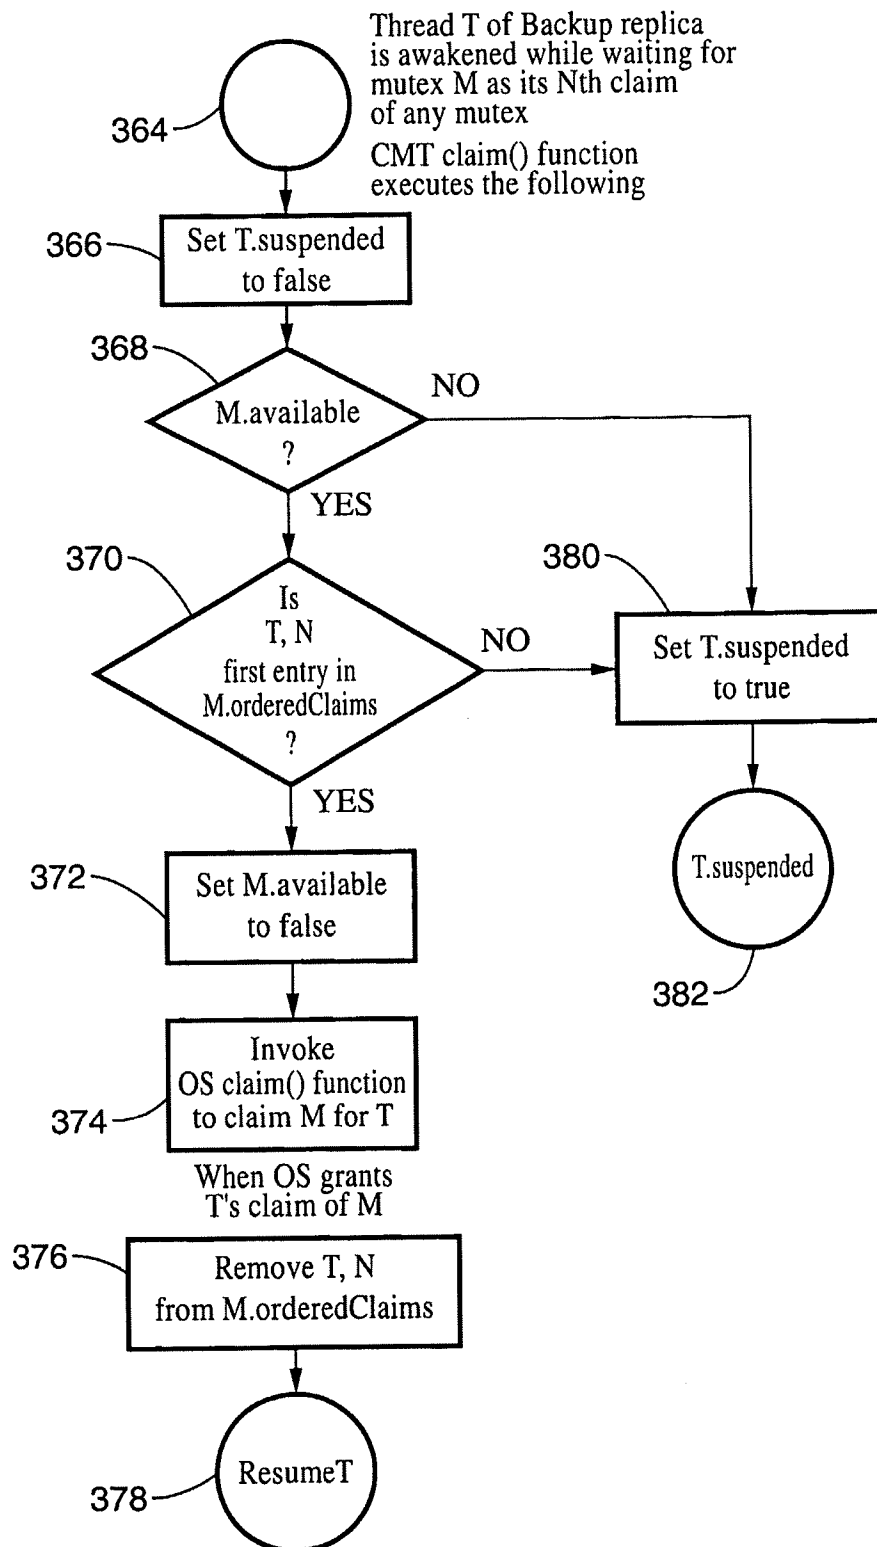 Thread T of Backup replica
is awakened while waiting for
mutex M as its Nth claim
of any mutex
364
CMT claim() function
executes the following
366
Set T.suspended
to false
368
M.available
?
NO
YES
370
Is
T, N
first entry in
M.orderedClaims
?
NO
YES
380
Set T.suspended
to true
372
Set M.available
to false
T.suspended
382
374
Invoke
OS claim() function
to claim M for T
When OS grants
T's claim of M
376
Remove T, N
from M.orderedClaims
ResumeT
378